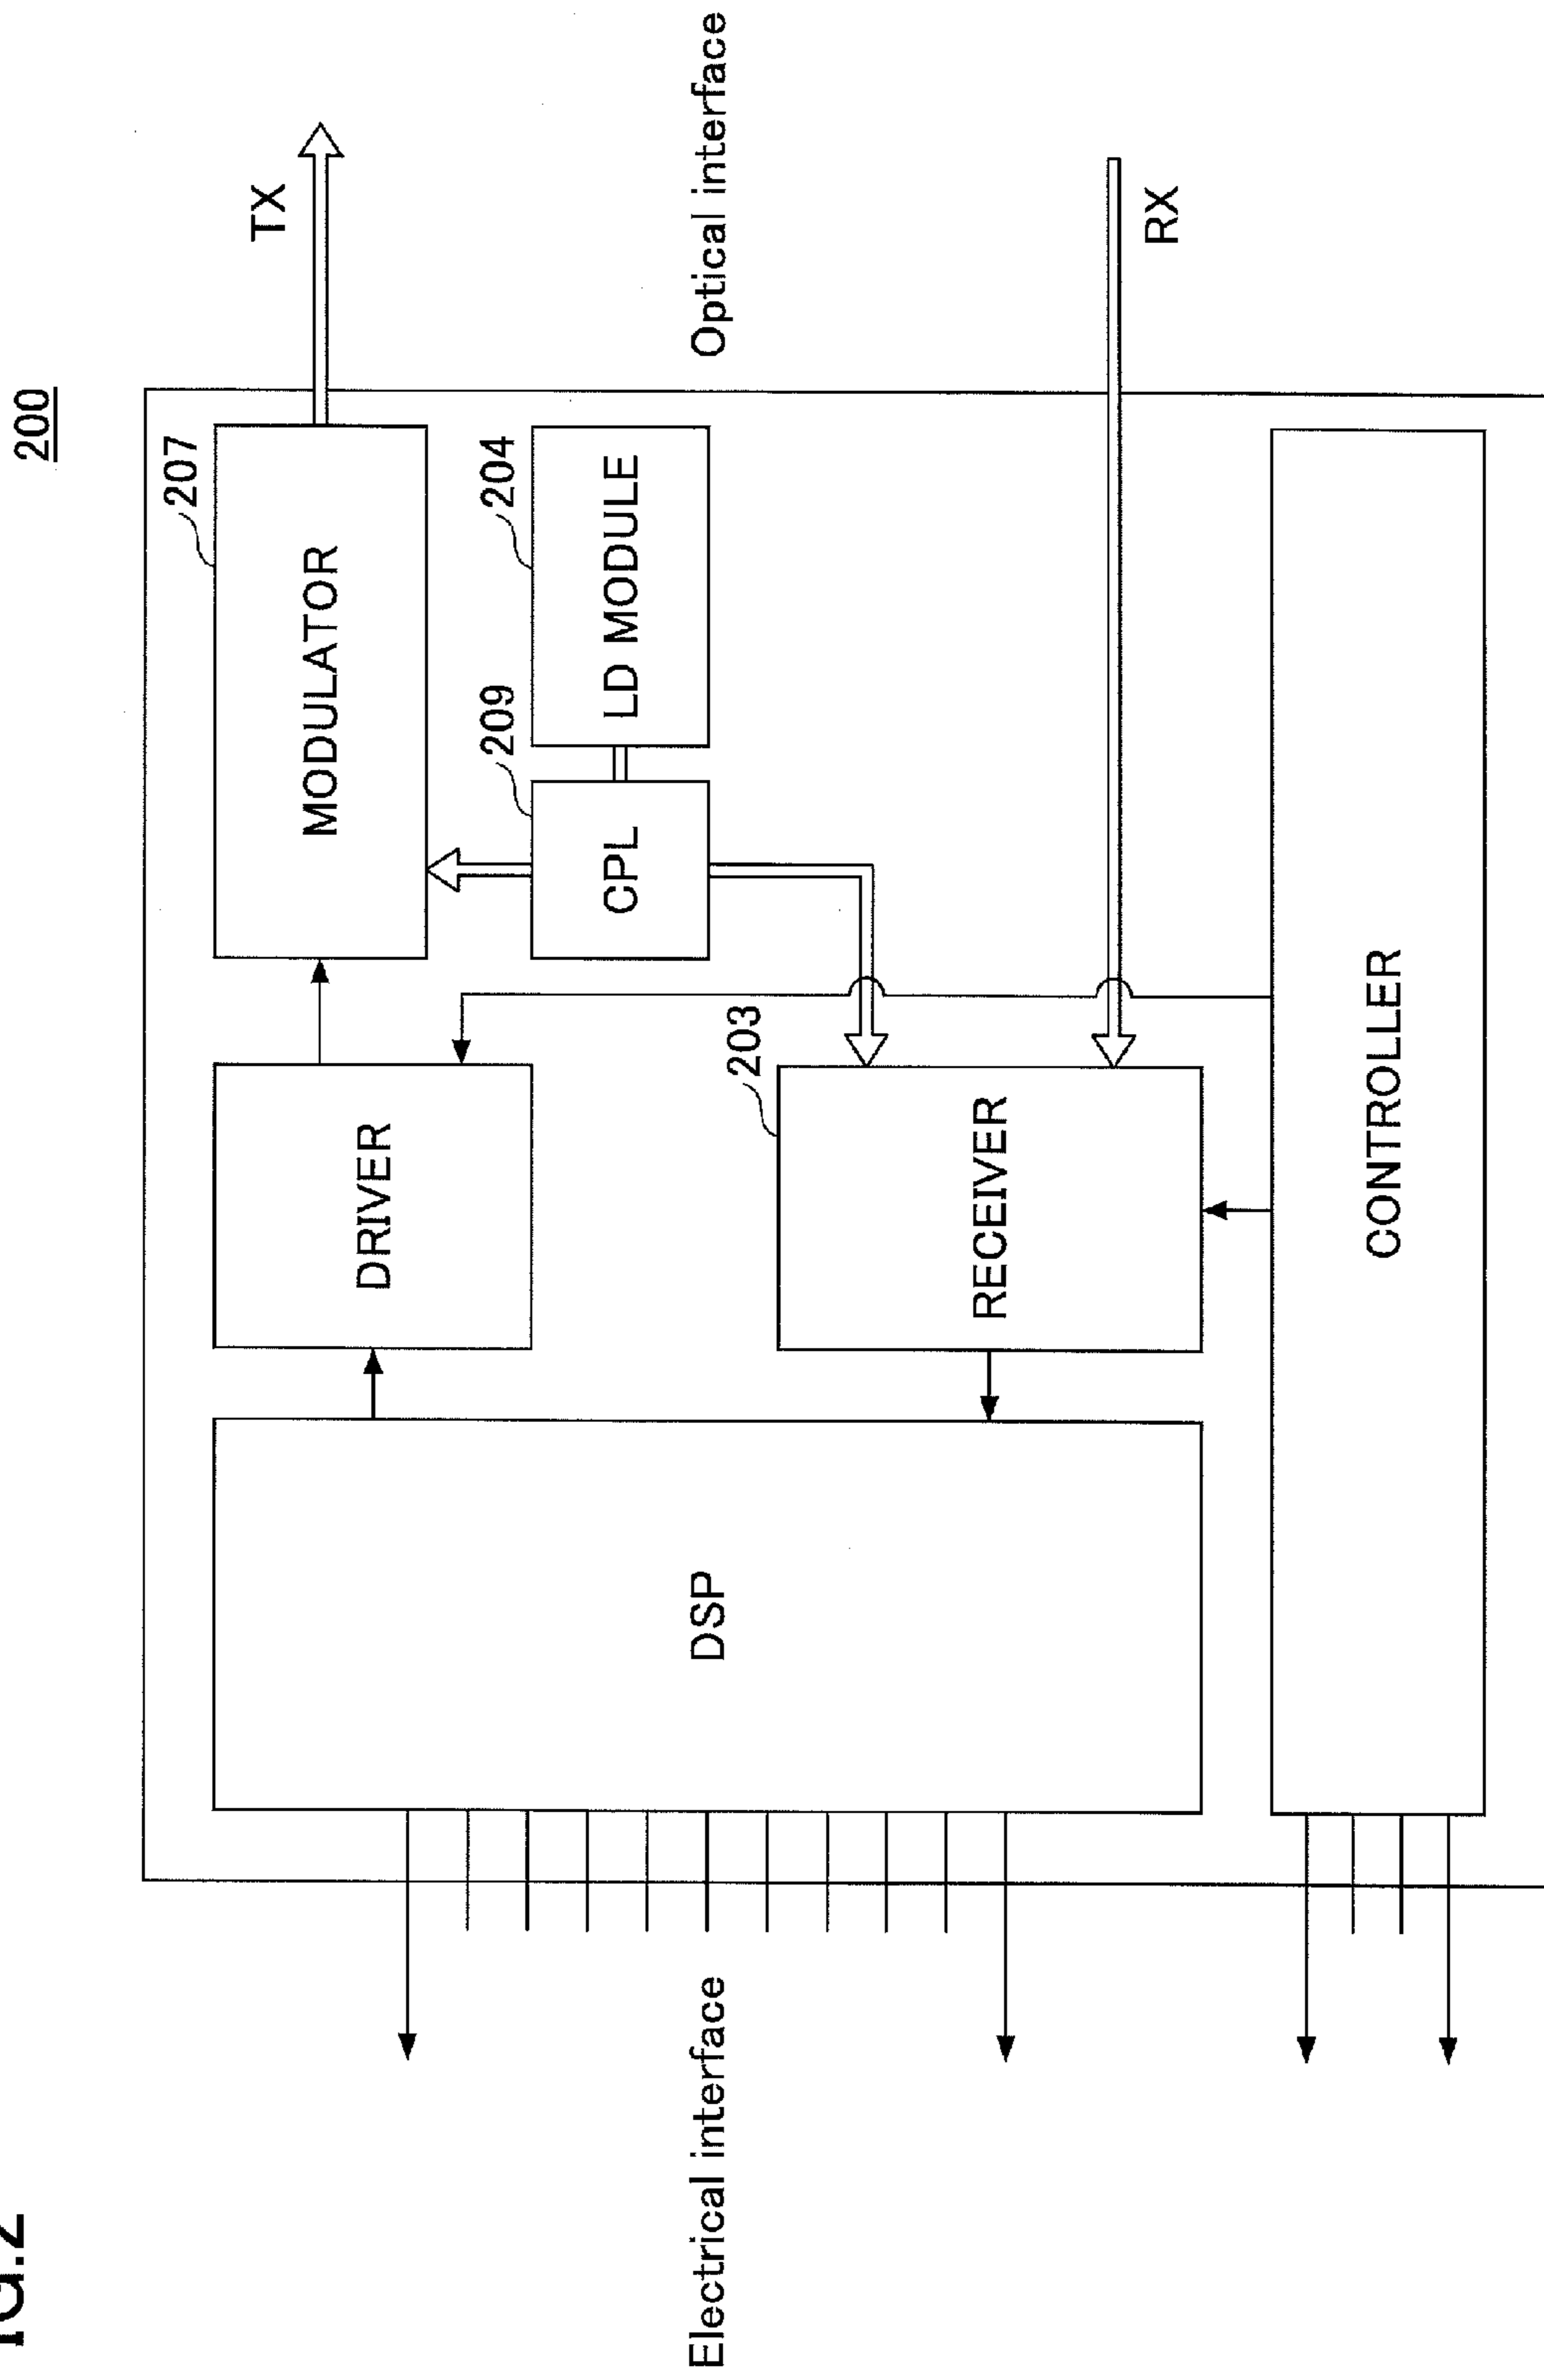 200
207
MODULATOR
TX
DRIVER
209
204
CPL
LD MODULE
DSP
Electrical interface
Optical interface
203
RECEIVER
RX
CONTROLLER